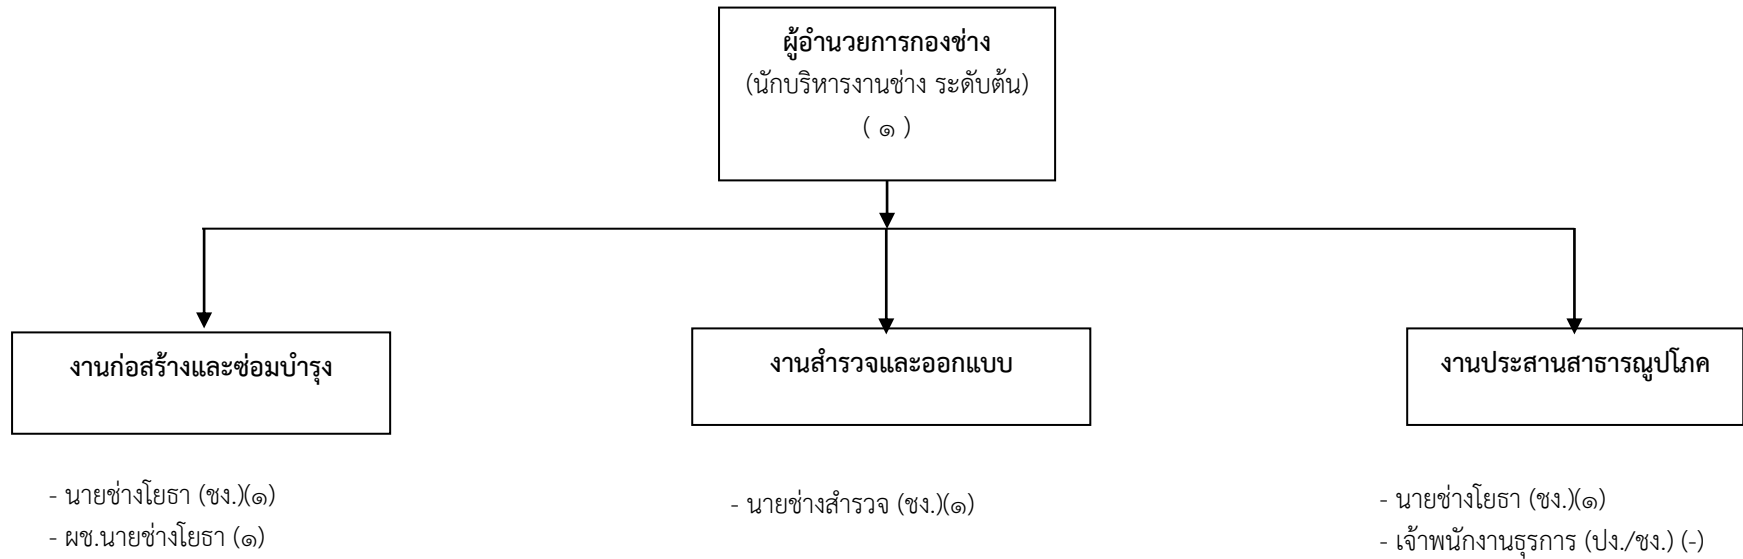 ผู้อำนวยการกองช่าง
(นักบริหารงานช่าง ระดับต้น)
( ๑ )
งานก่อสร้างและซ่อมบำรุง
งานสำรวจและออกแบบ
งานประสานสาธารณูปโภค
- นายช่างโยธา (ชง.)(๑)
- ผช.นายช่างโยธา (๑)
- นายช่างสำรวจ (ชง.)(๑)
- นายช่างโยธา (ชง.)(๑)
- เจ้าพนักงานธุรการ (ปง./ชง.) (-)